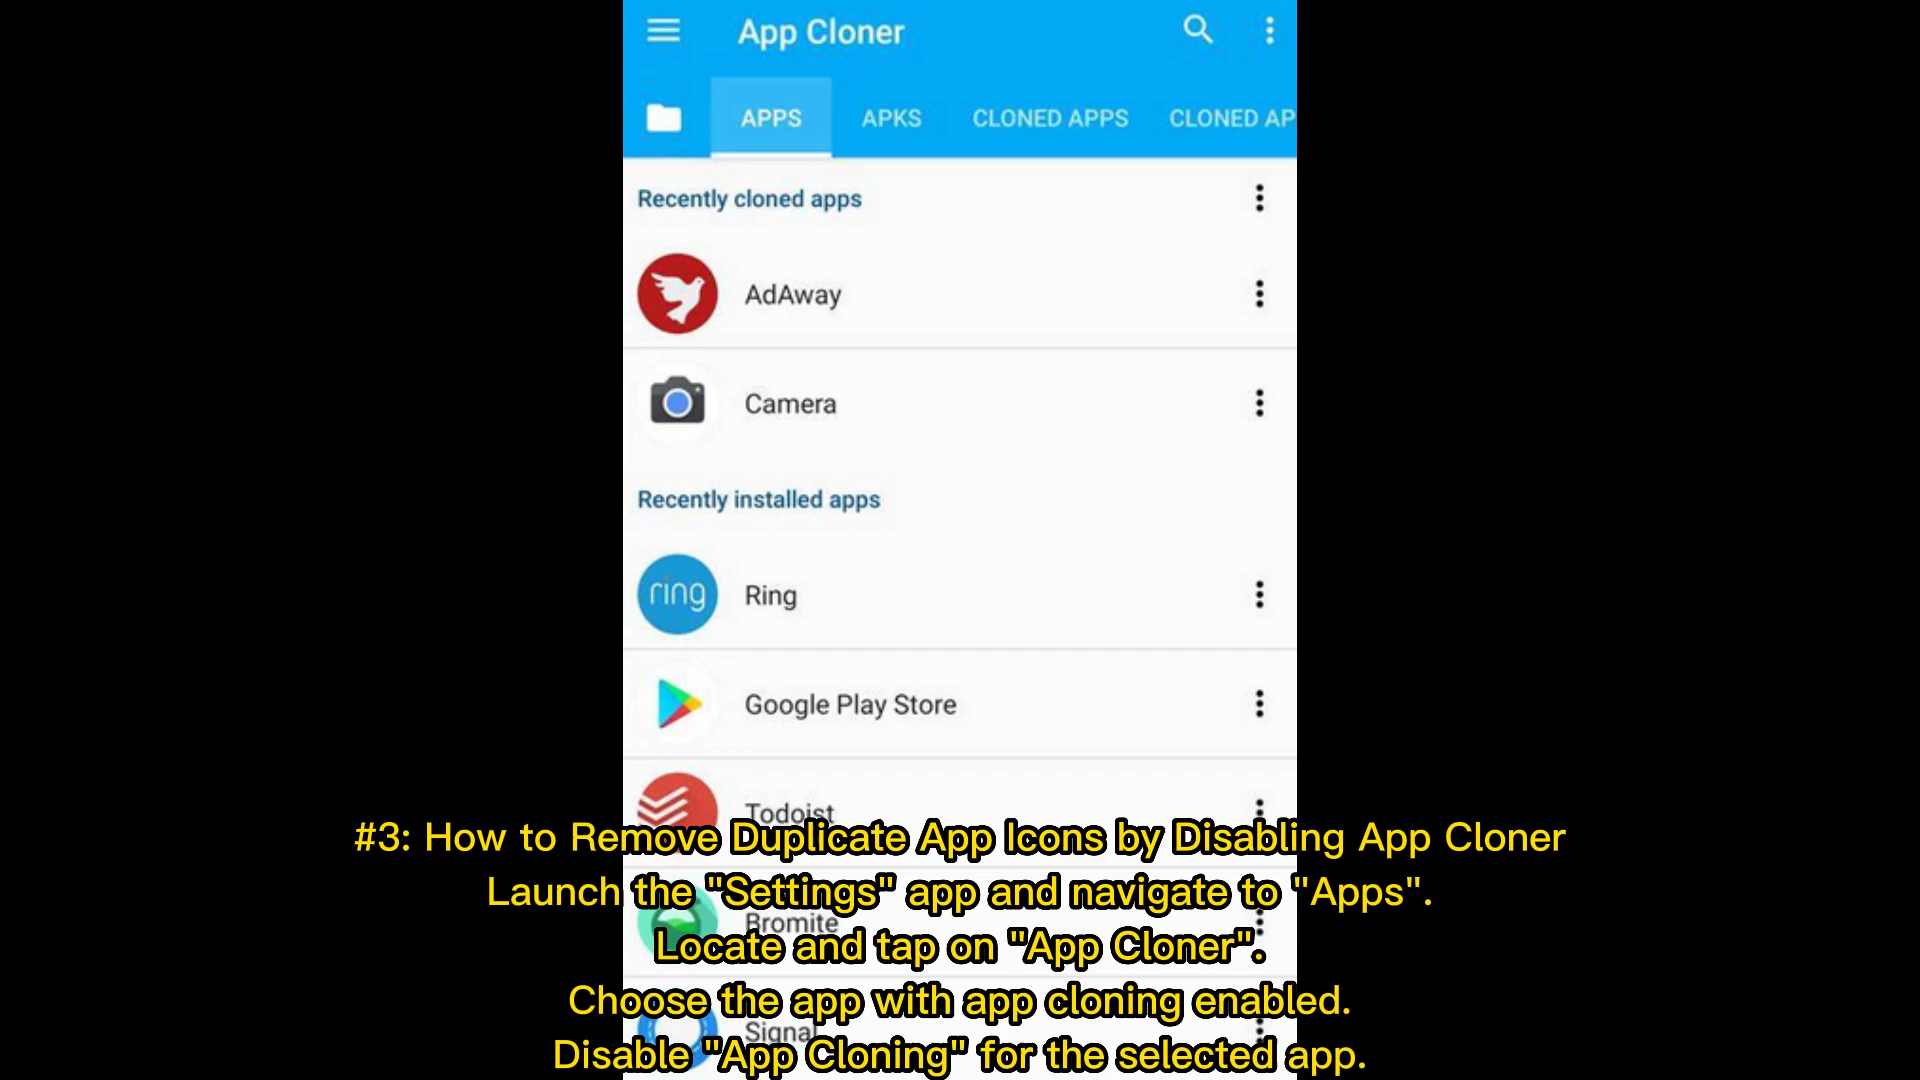 App Cloner
APPS APKS CLONED APPS CLONED AP
Recently cloned apps
AdAway
Camera
Recently installed apps
ring Ring
Google Play Store
Todoist
#3: How to Remove Duplicate App Icons by Disabling App Cloner
Launch the "Settings" app and navigate to "Apps".
Bromite
Locate and tap on "App Cloner".
Choose the app with app cloning enabled.
Signal
Disable "App Cloning" for the selected app.